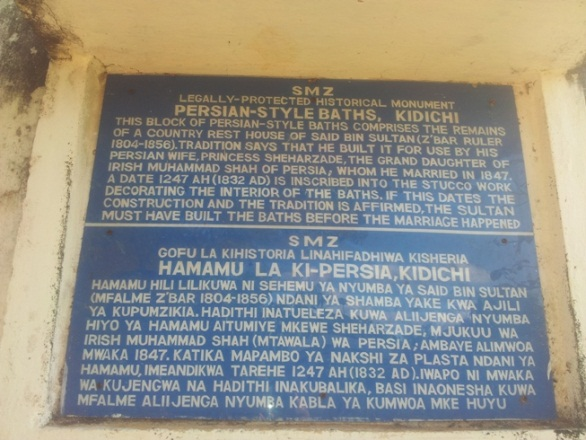 SMZ
LEGALLY-PROTECTED HISTORICAL MONUMENT
PERSIAN-STYLE BATHS, KIDICHI
THIS BLOCK OF PERSIAN-STYLE BATHS COMPRISES THE REMAINS
OF A COUNTRY REST HOUSE OF SAID BIN SULTAN (Z'BAR RULER
1804-1856). TRADITION SAYS THAT HE BUILT IT FOR USE BY HIS
PERSIAN WIFE, PRINCESS SHEHARZADE, THE GRAND DAUGHTER OF
IRISH MUHAMMAD SHAH OF PERSIA, WHOM HE MARRIED IN 1847.
A DATE 1247 AH (1832 AD) IS INSCRIBED INTO THE STUCCO WORK
DECORATING THE INTERIOR OF THE BATHS. IF THIS DATES THE
CONSTRUCTION AND THE TRADITION IS AFFIRMED, THE SULTAN
MUST HAVE BUILT THE BATHS BEFORE THE MARRIAGE HAPPENED
SMZ
GOFU LA KIHISTORIA LINAHIFADHIWA KISHERIA
HAMAMU LA KI-PERSIA, KIDICHI
HAMAMU HILI LILIKUWA NI SEHEMU YA NYUMBA YA SAID BIN SULTAN
(MFALME Z'BAR 1804-1856) NDANI YA SHAMBA YAKE KWA AJILI
YA KUPUMZIKIA. HADITHI INATUELEZA KUWA ALIIJENGA NYUMBA
HIYO YA HAMAMU AITUMIYE MKEWE SHEHARZADE, MJUKUU WA
IRISH MUHAMMAD SHAH (MTAWALA) WA PERSIA, AMBAYE ALIMWOA
MWAKA 1847. KATIKA MAPAMBO YA NAKSHI ZA PLASTA NDANI YA
HAMAMU, IMEANDIKWA TAREHE 1247 AH (1832 AD). IWAPO NI MWAKA
WA KUJENGWA NA HADITHI INAKUBALIKA, BASI INAONESHA KUWA
MFALME ALIIJENGA NYUMBA KABLA YA KUMWOA MKE HUYU